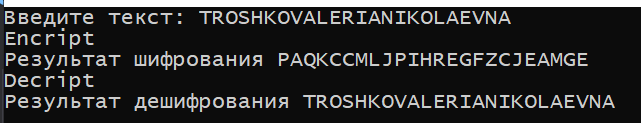 Введите текст: TROSHKOVALERIANIKOLAEVNA
Encript
Результат шифрования PAQKCCMLJPIHREGFZCJEAMGE
Decript
Результат дешифрования TROSHKOVALERIANIKOLAEVNA